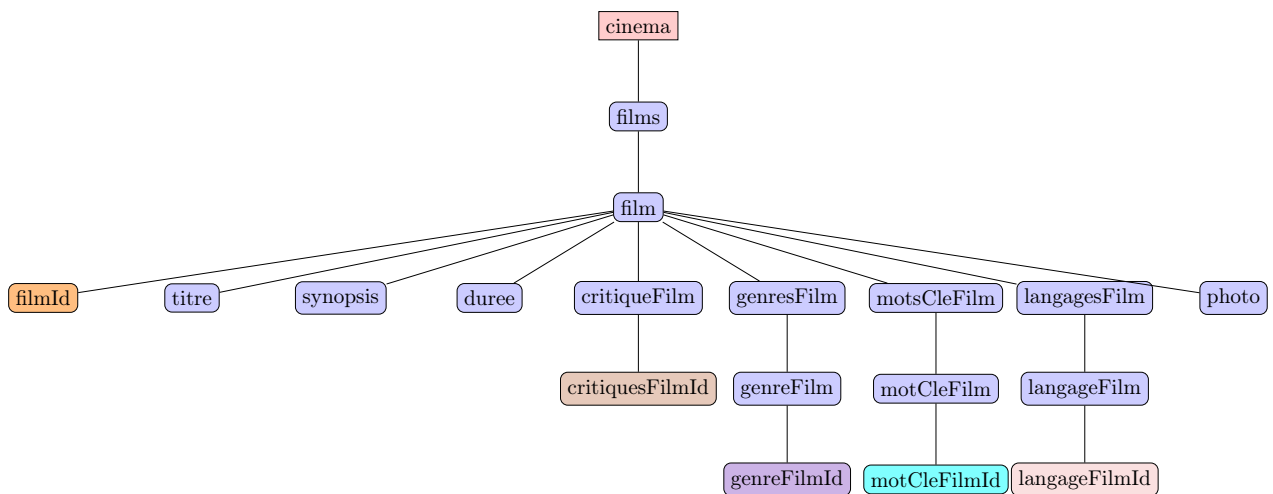 cinema
films
film
filmId
titre
synopsis
duree
critiqueFilm
genresFilm
motsCleFilm
langagesFilm
photo
critiquesFilmId
genreFilm
motCleFilm
langageFilm
genreFilmId
motCleFilmId
langageFilmId